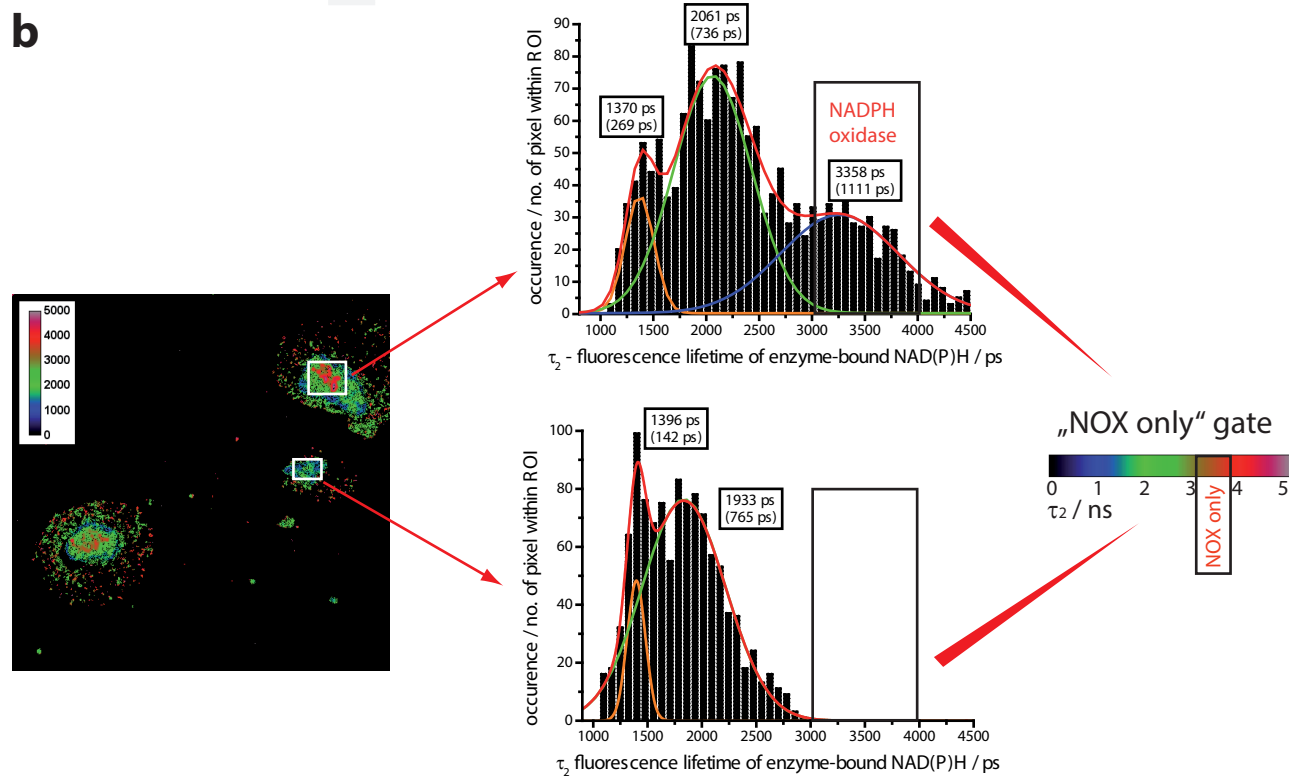 b
5000
4000
3000
2000
1000
0
occurence / no. of pixel within ROI
90
80
70
60
50
40
30
20
10
0
2061 ps
(736 ps)
1370 ps
(269 ps)
NADPH
oxidase
3358 ps
(1111 ps)
1000 1500 2000 2500 3000 3500 4000 4500
τ2 - fluorescence lifetime of enzyme-bound NAD(P)H / ps
occurence / no. of pixel within ROI
100
80
60
40
20
0
1396 ps
(142 ps)
1933 ps
(765 ps)
1000 1500 2000 2500 3000 3500 4000 4500
τ2 fluorescence lifetime of enzyme-bound NAD(P)H / ps
„NOX only“ gate
0 1 2 3 4 5
τ2 / ns
NOX only